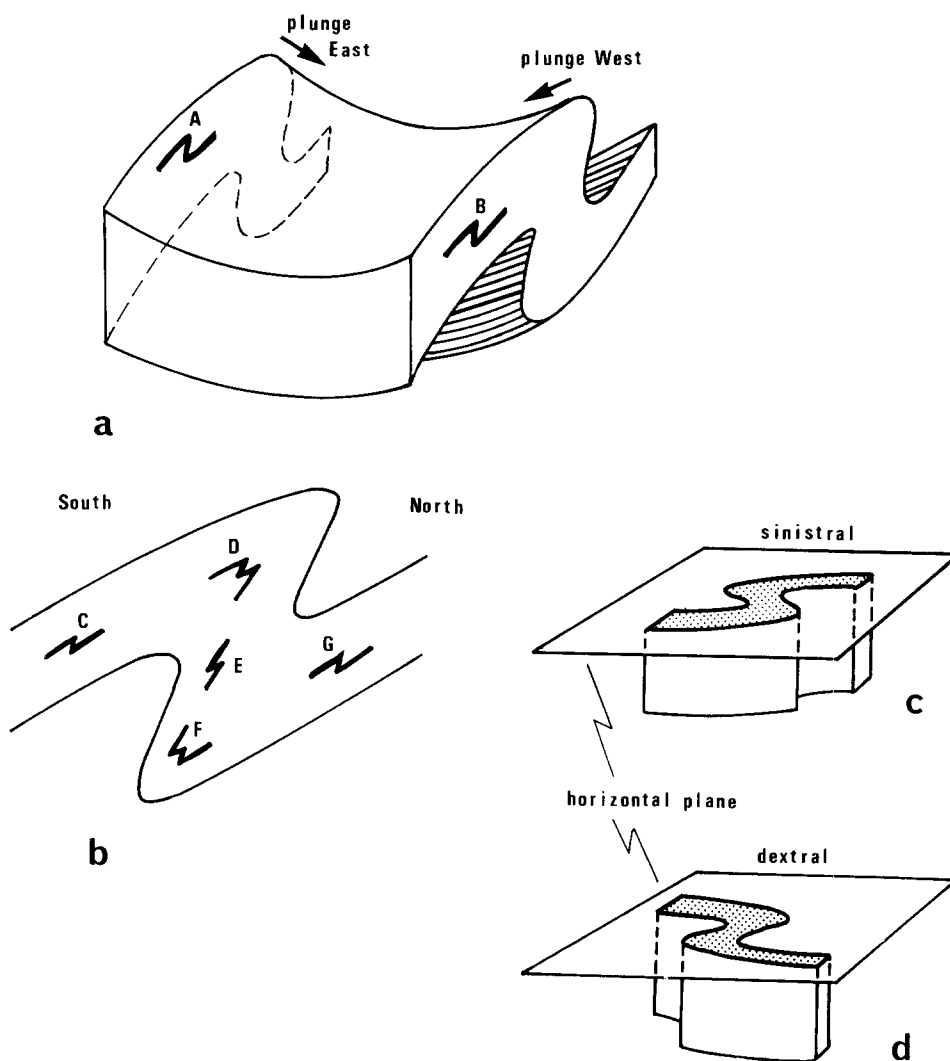 plunge
East
plunge West
A
B
a
South
North
D
C
E
G
F
b
sinistral
c
horizontal plane
dextral
d